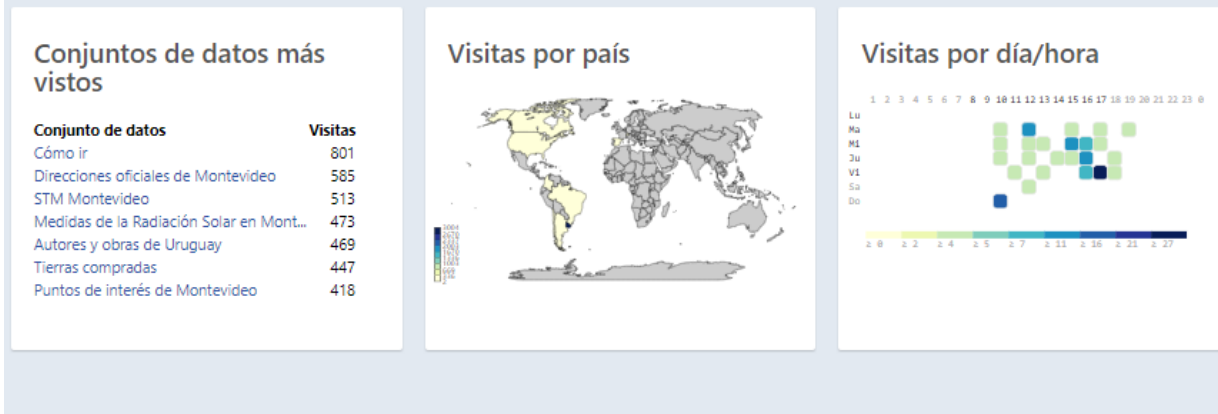 Conjuntos de datos más
vistos
Conjunto de datos Visitas
Cómo ir 801
Direcciones oficiales de Montevideo 585
STM Montevideo 513
Medidas de la Radiación Solar en Mont... 473
Autores y obras de Uruguay 469
Tierras compradas 447
Puntos de interés de Montevideo 418
Visitas por país
Visitas por día/hora
1 2 3 4 5 6 7 8 9 10 11 12 13 14 15 16 17 18 19 20 21 22 23 0
Lu
Ma
Mi
Ju
Vi
Sa
Do
≥ 0 ≥ 2 ≥ 4 ≥ 5 ≥ 7 ≥ 11 ≥ 16 ≥ 21 ≥ 27